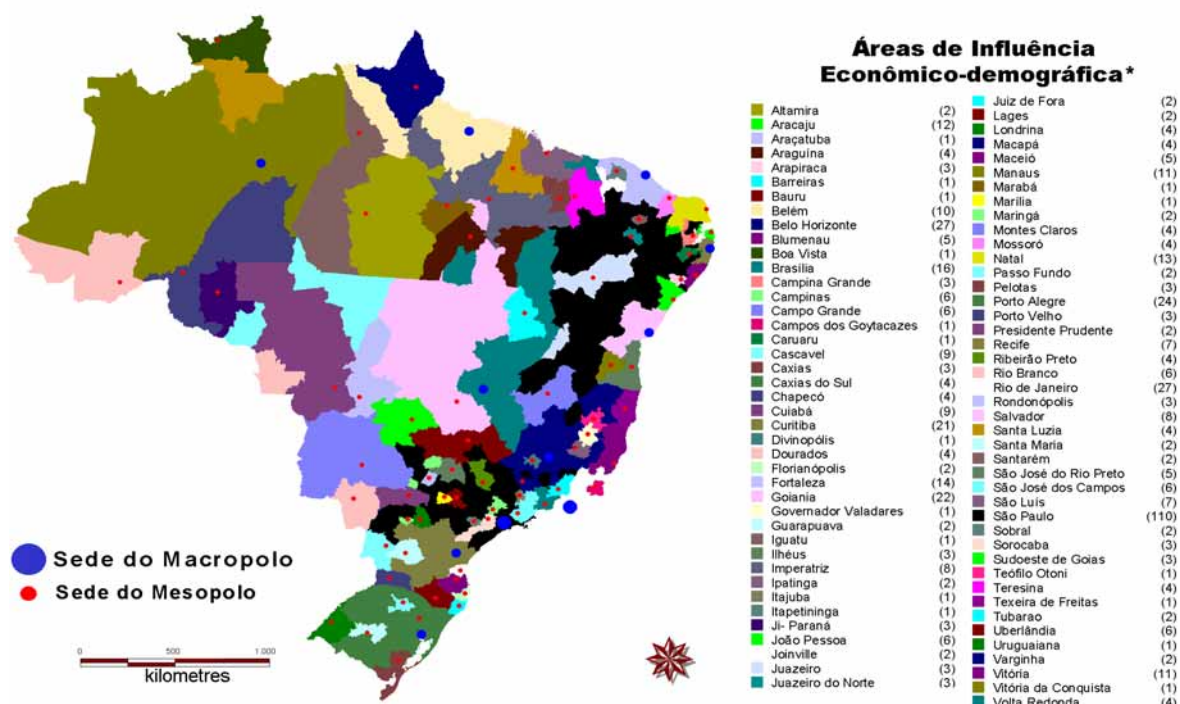 Áreas de Influência
Econômico-demográfica*
Altamira (2)
Aracaju (12)
Araçatuba (1)
Araguína (4)
Arapiraca (3)
Barreiras (1)
Bauru (1)
Belém (10)
Belo Horizonte (27)
Blumenau (5)
Boa Vista (1)
Brasília (16)
Campina Grande (3)
Campinas (6)
Campo Grande (6)
Campos dos Goytacazes (1)
Caruaru (1)
Cascavel (9)
Caxias (3)
Caxias do Sul (4)
Chapecó (4)
Cuiabá (9)
Curitiba (21)
Divinopólis (1)
Dourados (4)
Florianópolis (2)
Fortaleza (14)
Goiania (22)
Governador Valadares (1)
Guarapuava (2)
Iguatu (1)
Ilhéus (3)
Imperatriz (8)
Ipatinga (2)
Itajuba (1)
Itapetininga (1)
Ji- Paraná (3)
João Pessoa (6)
Joinville (2)
Juazeiro (3)
Juazeiro do Norte (3)
Juiz de Fora (2)
Lages (2)
Londrina (4)
Macapá (4)
Maceió (5)
Manaus (11)
Marabá (1)
Marília (1)
Maringá (2)
Montes Claros (4)
Mossoró (4)
Natal (13)
Passo Fundo (2)
Pelotas (3)
Porto Alegre (24)
Porto Velho (3)
Presidente Prudente (2)
Recife (7)
Ribeirão Preto (4)
Rio Branco (6)
Rio de Janeiro (27)
Rondonópolis (3)
Salvador (8)
Santa Luzia (4)
Santa Maria (2)
Santarém (2)
São José do Rio Preto (5)
São José dos Campos (6)
São Luís (7)
São Paulo (110)
Sobral (2)
Sorocaba (3)
Sudoeste de Goias (3)
Teófilo Otoni (1)
Teresina (4)
Texeira de Freitas (1)
Tubarao (2)
Uberlândia (6)
Uruguaiana (1)
Varginha (2)
Vitória (11)
Vitória da Conquista (1)
Volta Redonda (4)
Sede do Macropolo
Sede do Mesopolo
0 500 1.000
kilometres